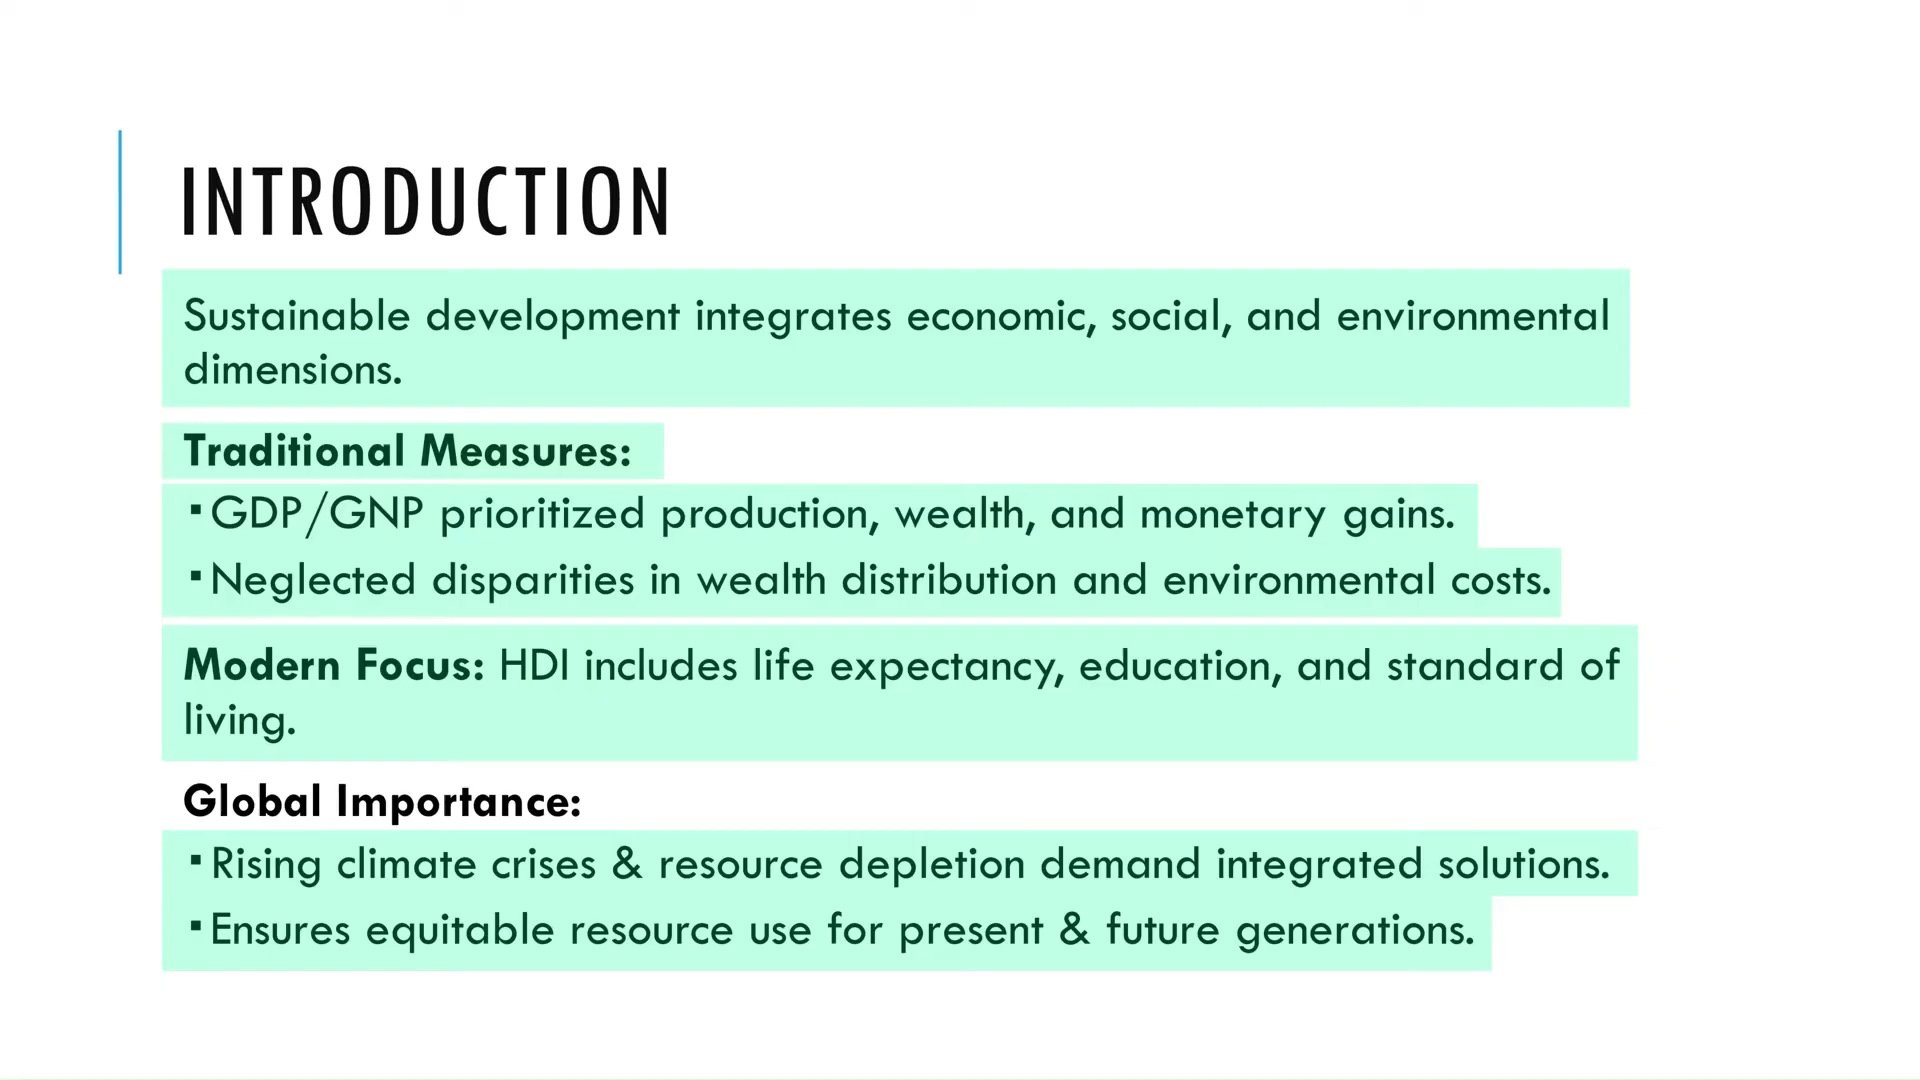 INTRODUCTION
Sustainable development integrates economic, social, and environmental
dimensions.
Traditional Measures:
▪GDP/GNP prioritized production, wealth, and monetary gains.
▪Neglected disparities in wealth distribution and environmental costs.
Modern Focus: HDI includes life expectancy, education, and standard of
living.
Global Importance:
▪Rising climate crises & resource depletion demand integrated solutions.
▪Ensures equitable resource use for present & future generations.